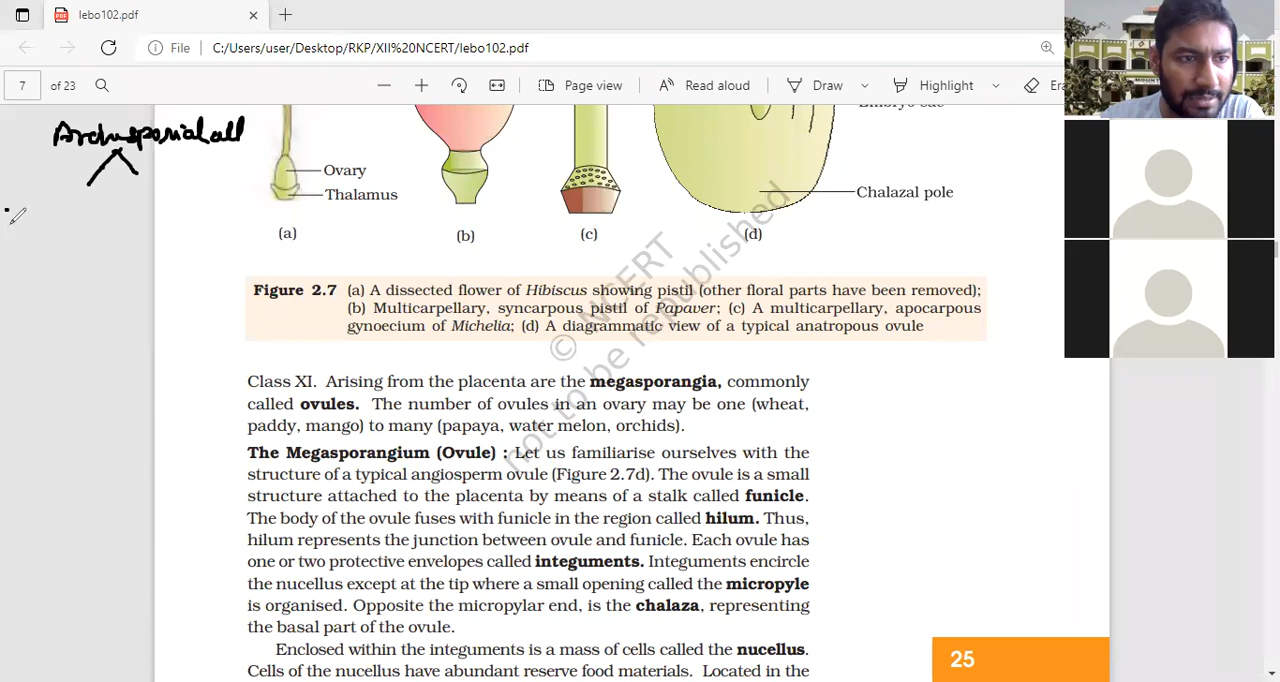 lebo102.pdf
File C:/Users/user/Desktop/RKP/XII%20NCERT/lebo102.pdf
7 of 23 Page view Read aloud Draw Highlight
Archesporial cell
Ovary
Thalamus
Chalazal pole
(a) (b) (c) (d)
Figure 2.7 (a) A dissected flower of Hibiscus showing pistil (other floral parts have been removed);
(b) Multicarpellary, syncarpous pistil of Papaver; (c) A multicarpellary, apocarpous
gynoecium of Michelia; (d) A diagrammatic view of a typical anatropous ovule
© NCERT
not to be republished
Class XI. Arising from the placenta are the megasporangia, commonly
called ovules. The number of ovules in an ovary may be one (wheat,
paddy, mango) to many (papaya, water melon, orchids).
The Megasporangium (Ovule) : Let us familiarise ourselves with the
structure of a typical angiosperm ovule (Figure 2.7d). The ovule is a small
structure attached to the placenta by means of a stalk called funicle.
The body of the ovule fuses with funicle in the region called hilum. Thus,
hilum represents the junction between ovule and funicle. Each ovule has
one or two protective envelopes called integuments. Integuments encircle
the nucellus except at the tip where a small opening called the micropyle
is organised. Opposite the micropylar end, is the chalaza, representing
the basal part of the ovule.
Enclosed within the integuments is a mass of cells called the nucellus.
Cells of the nucellus have abundant reserve food materials. Located in the
25